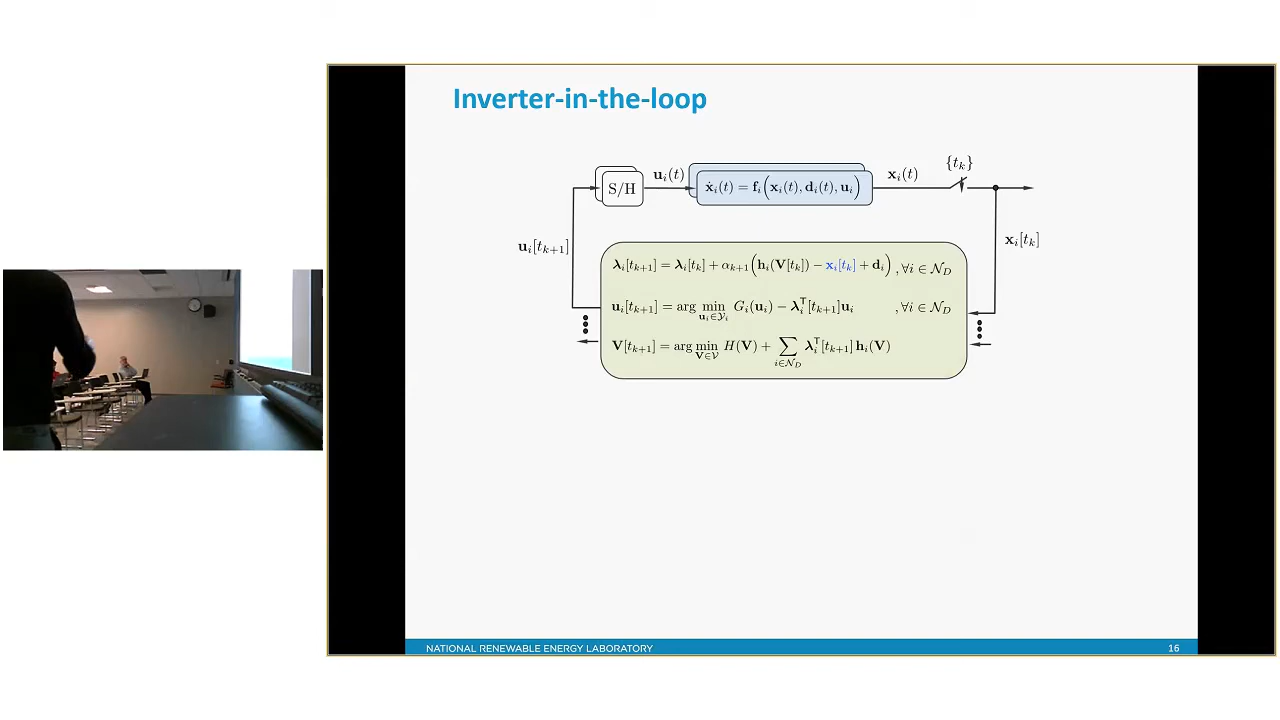 Inverter-in-the-loop
{t_k}
S/H
u_i(t)
ẋ_i(t) = f_i(x_i(t), d_i(t), u_i)
x_i(t)
u_i[t_{k+1}]
x_i[t_k]
λ_i[t_{k+1}] = λ_i[t_k] + α_{k+1}(h_i(V[t_k]) − x_i[t_k] + d_i) , ∀i ∈ N_D
u_i[t_{k+1}] = arg min_{u_i∈Y_i} G_i(u_i) − λ_i^T[t_{k+1}]u_i , ∀i ∈ N_D
V[t_{k+1}] = arg min_{V∈V} H(V) + ∑_{i∈N_D} λ_i^T[t_{k+1}] h_i(V)
NATIONAL RENEWABLE ENERGY LABORATORY 16